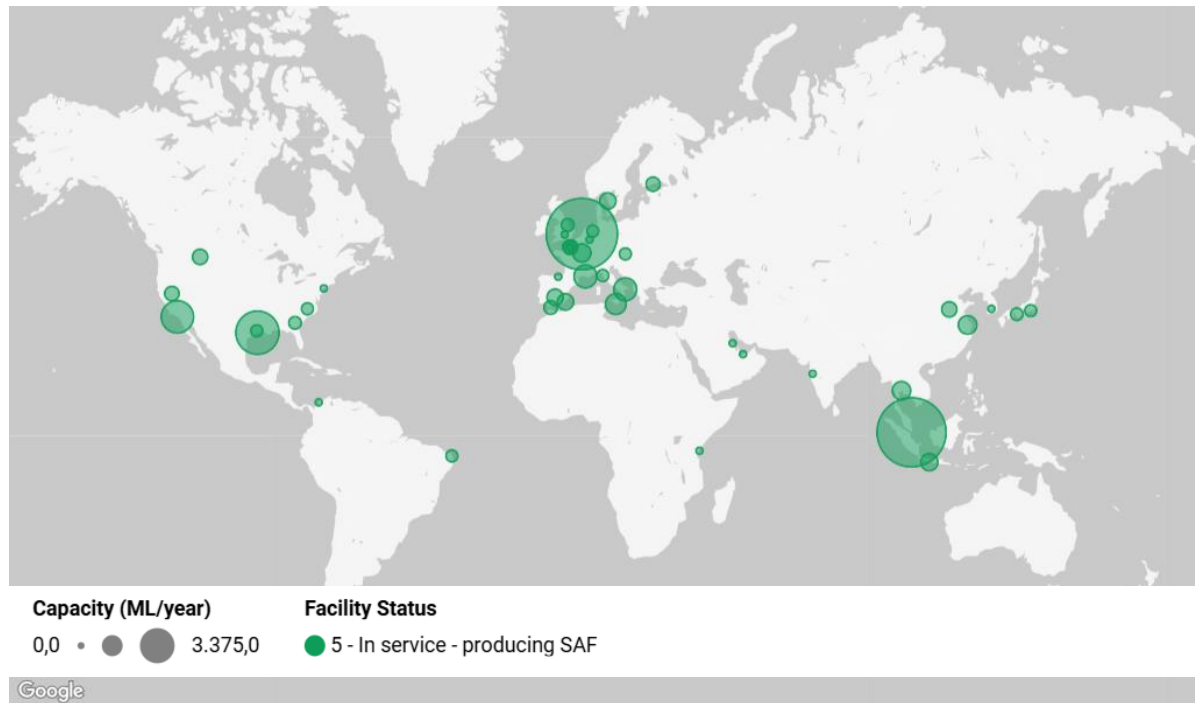 Capacity (ML/year)
Facility Status
0,0
3.375,0
5 - In service - producing SAF
Google